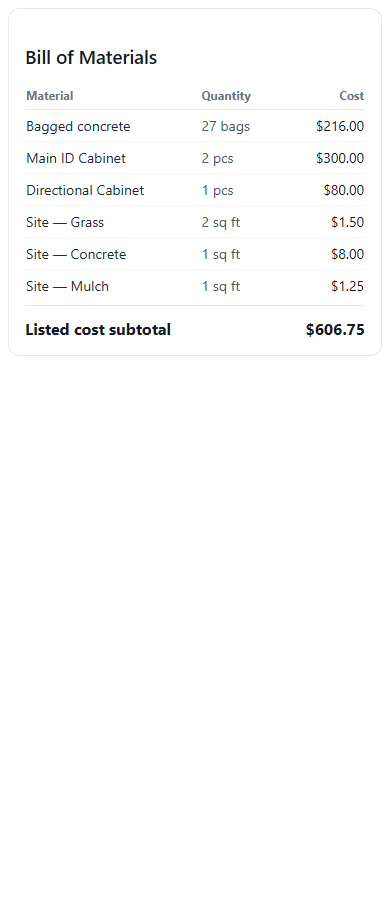 Bill of Materials
Material Quantity Cost
Bagged concrete 27 bags $216.00
Main ID Cabinet 2 pcs $300.00
Directional Cabinet 1 pcs $80.00
Site — Grass 2 sq ft $1.50
Site — Concrete 1 sq ft $8.00
Site — Mulch 1 sq ft $1.25
Listed cost subtotal $606.75